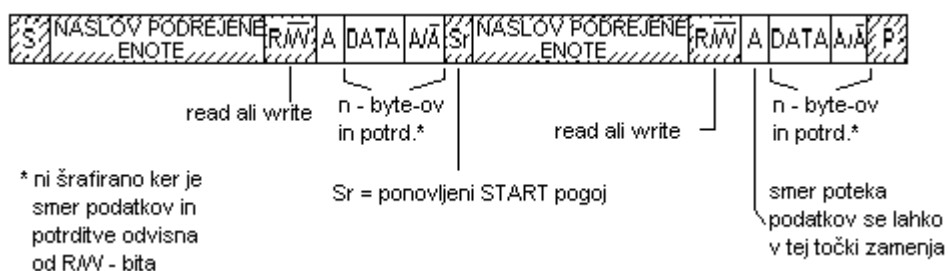 S NASLOV PODREJENE ENOTE R/W̅ A DATA A/A̅ Sr NASLOV PODREJENE ENOTE R/W̅ A DATA A/A̅ P
read ali write
n - byte-ov
in potrd.*
read ali write
n - byte-ov
in potrd.*
* ni šrafirano ker je
smer podatkov in
potrditve odvisna
od R/W - bita
Sr = ponovljeni START pogoj
smer poteka
podatkov se lahko
v tej točki zamenja